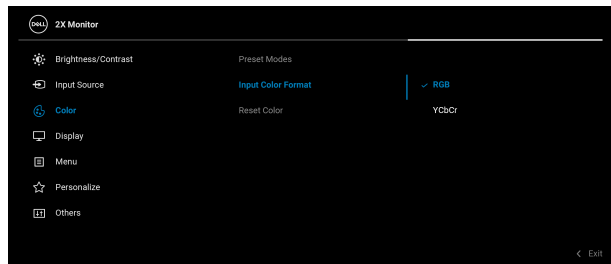 DELL
2X Monitor
Brightness/Contrast
Preset Modes
Input Source
Input Color Format
RGB
Color
Reset Color
YCbCr
Display
Menu
Personalize
Others
Exit